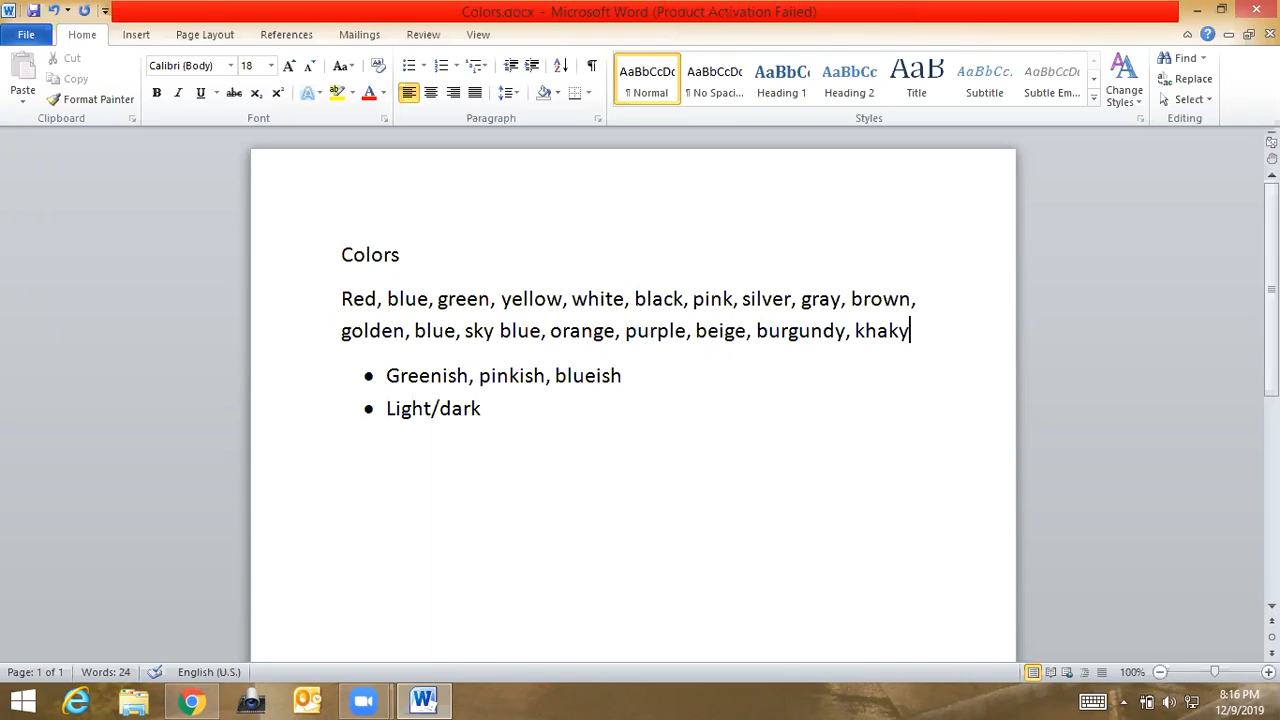 Colors.docx - Microsoft Word (Product Activation Failed)
File Home Insert Page Layout References Mailings Review View
Cut
Copy
Format Painter
Paste
Clipboard
Calibri (Body) 18
Font
Paragraph
AaBbCcDc AaBbCcDc AaBbC AaBbCc AaB AaBbCc. AaBbCcDc
¶ Normal ¶ No Spaci... Heading 1 Heading 2 Title Subtitle Subtle Em...
Change
Styles
Styles
Find
Replace
Select
Editing
Colors
Red, blue, green, yellow, white, black, pink, silver, gray, brown,
golden, blue, sky blue, orange, purple, beige, burgundy, khaky
• Greenish, pinkish, blueish
• Light/dark
Page: 1 of 1 Words: 24 English (U.S.) 100%
8:16 PM
12/9/2019